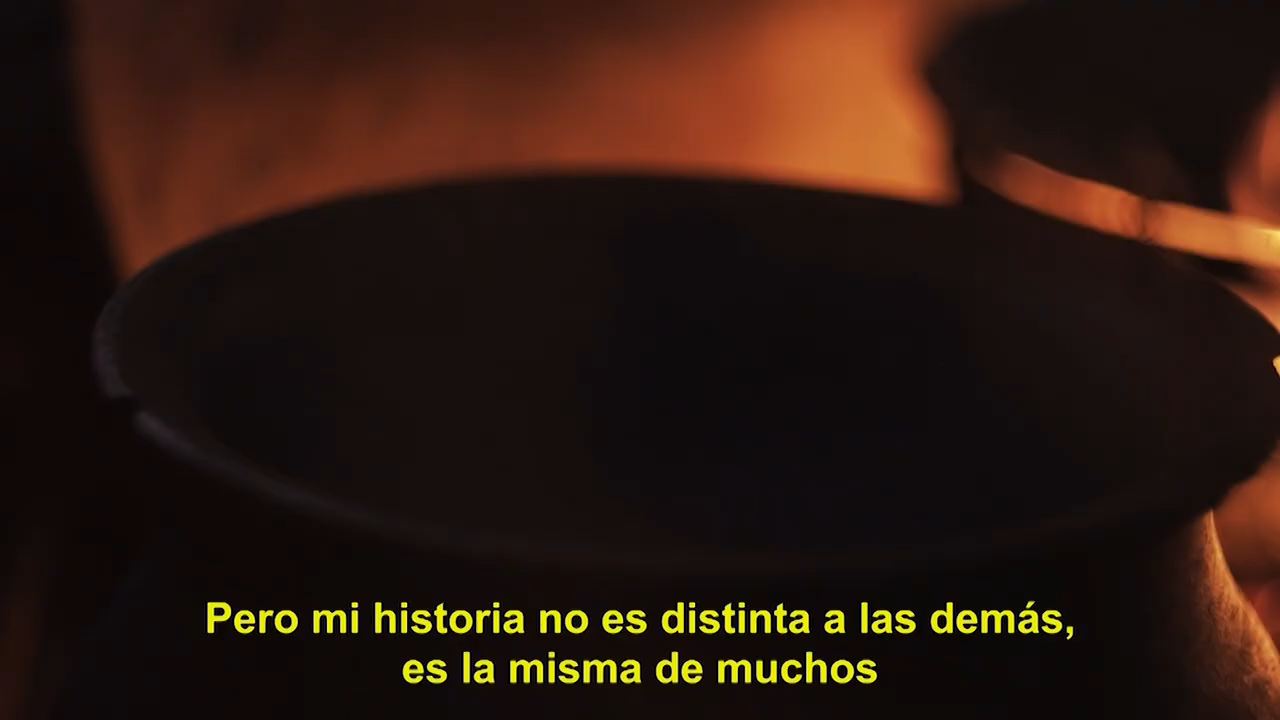 Pero mi historia no es distinta a las demás,
es la misma de muchos